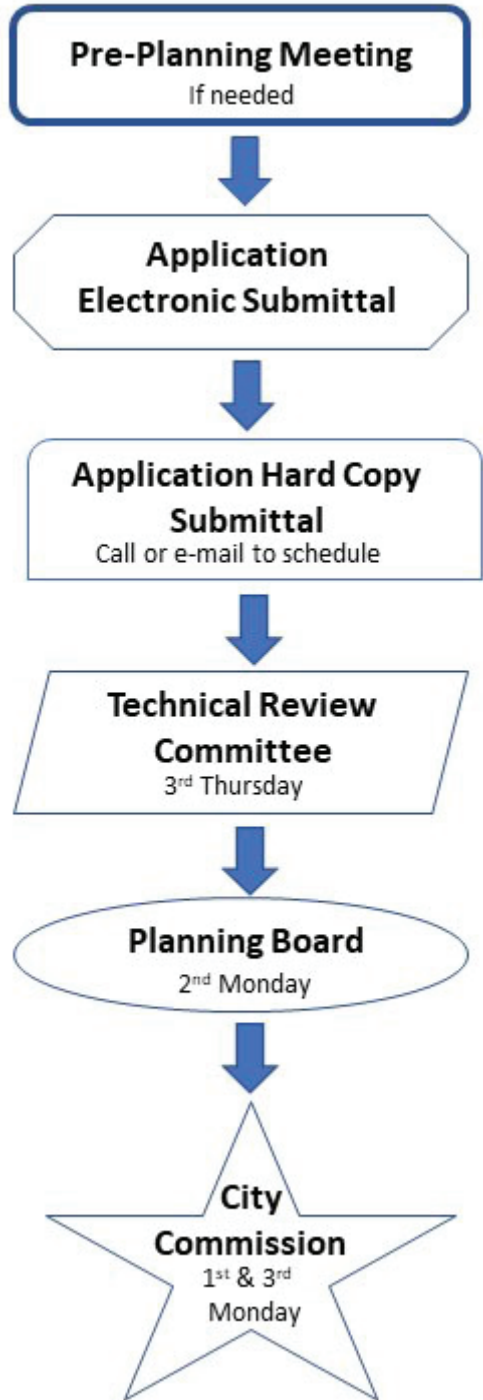 Pre-Planning Meeting
If needed
Application
Electronic Submittal
Application Hard Copy
Submittal
Call or e-mail to schedule
Technical Review
Committee
3rd Thursday
Planning Board
2nd Monday
City
Commission
1st & 3rd
Monday